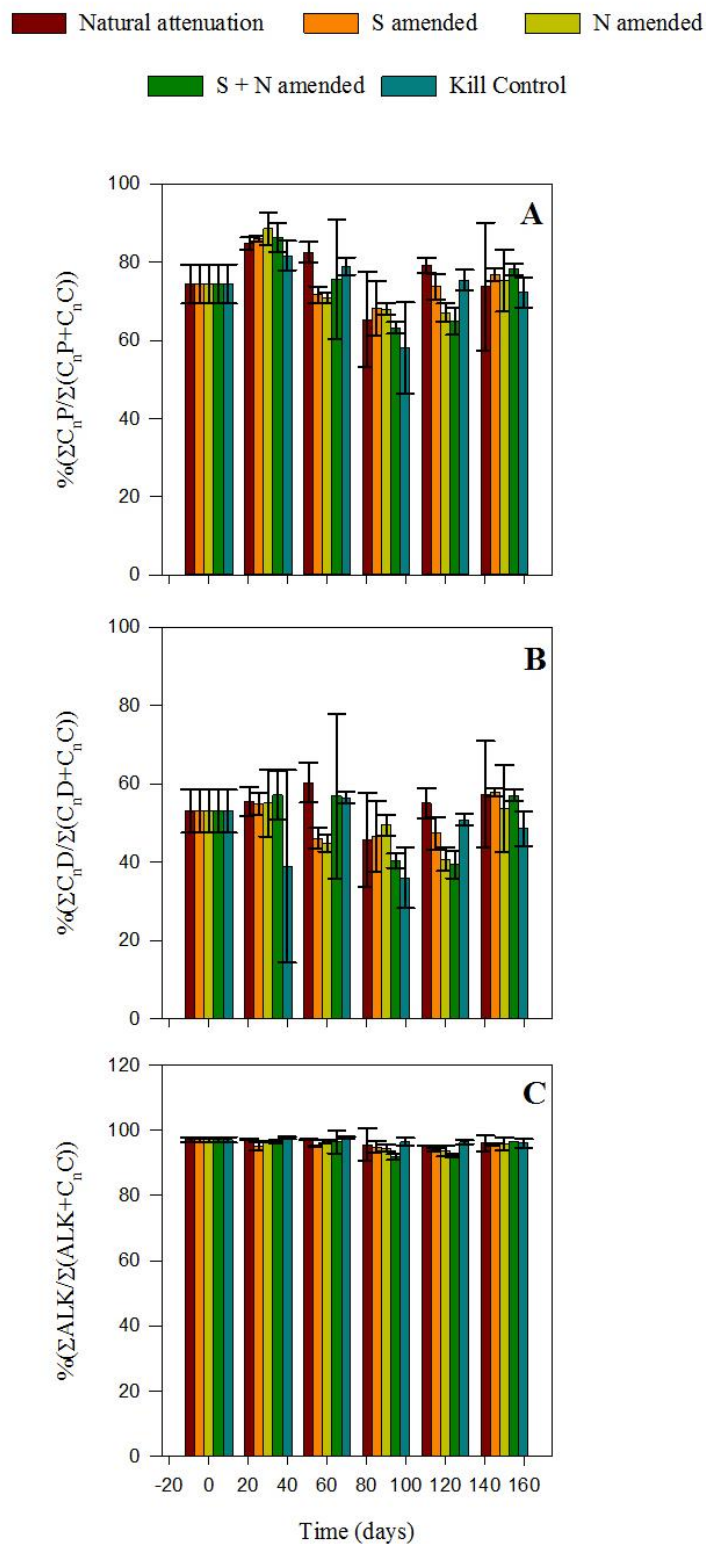 Natural attenuation S amended N amended
S + N amended Kill Control
A
%(ΣCnP/Σ(CnP+CnC))
100
80
60
40
20
0
B
%(ΣCnD/Σ(CnD+CnC))
100
80
60
40
20
0
C
%(ΣALK/Σ(ALK+CnC))
120
100
80
60
40
20
0
-20 0 20 40 60 80 100 120 140 160
Time (days)